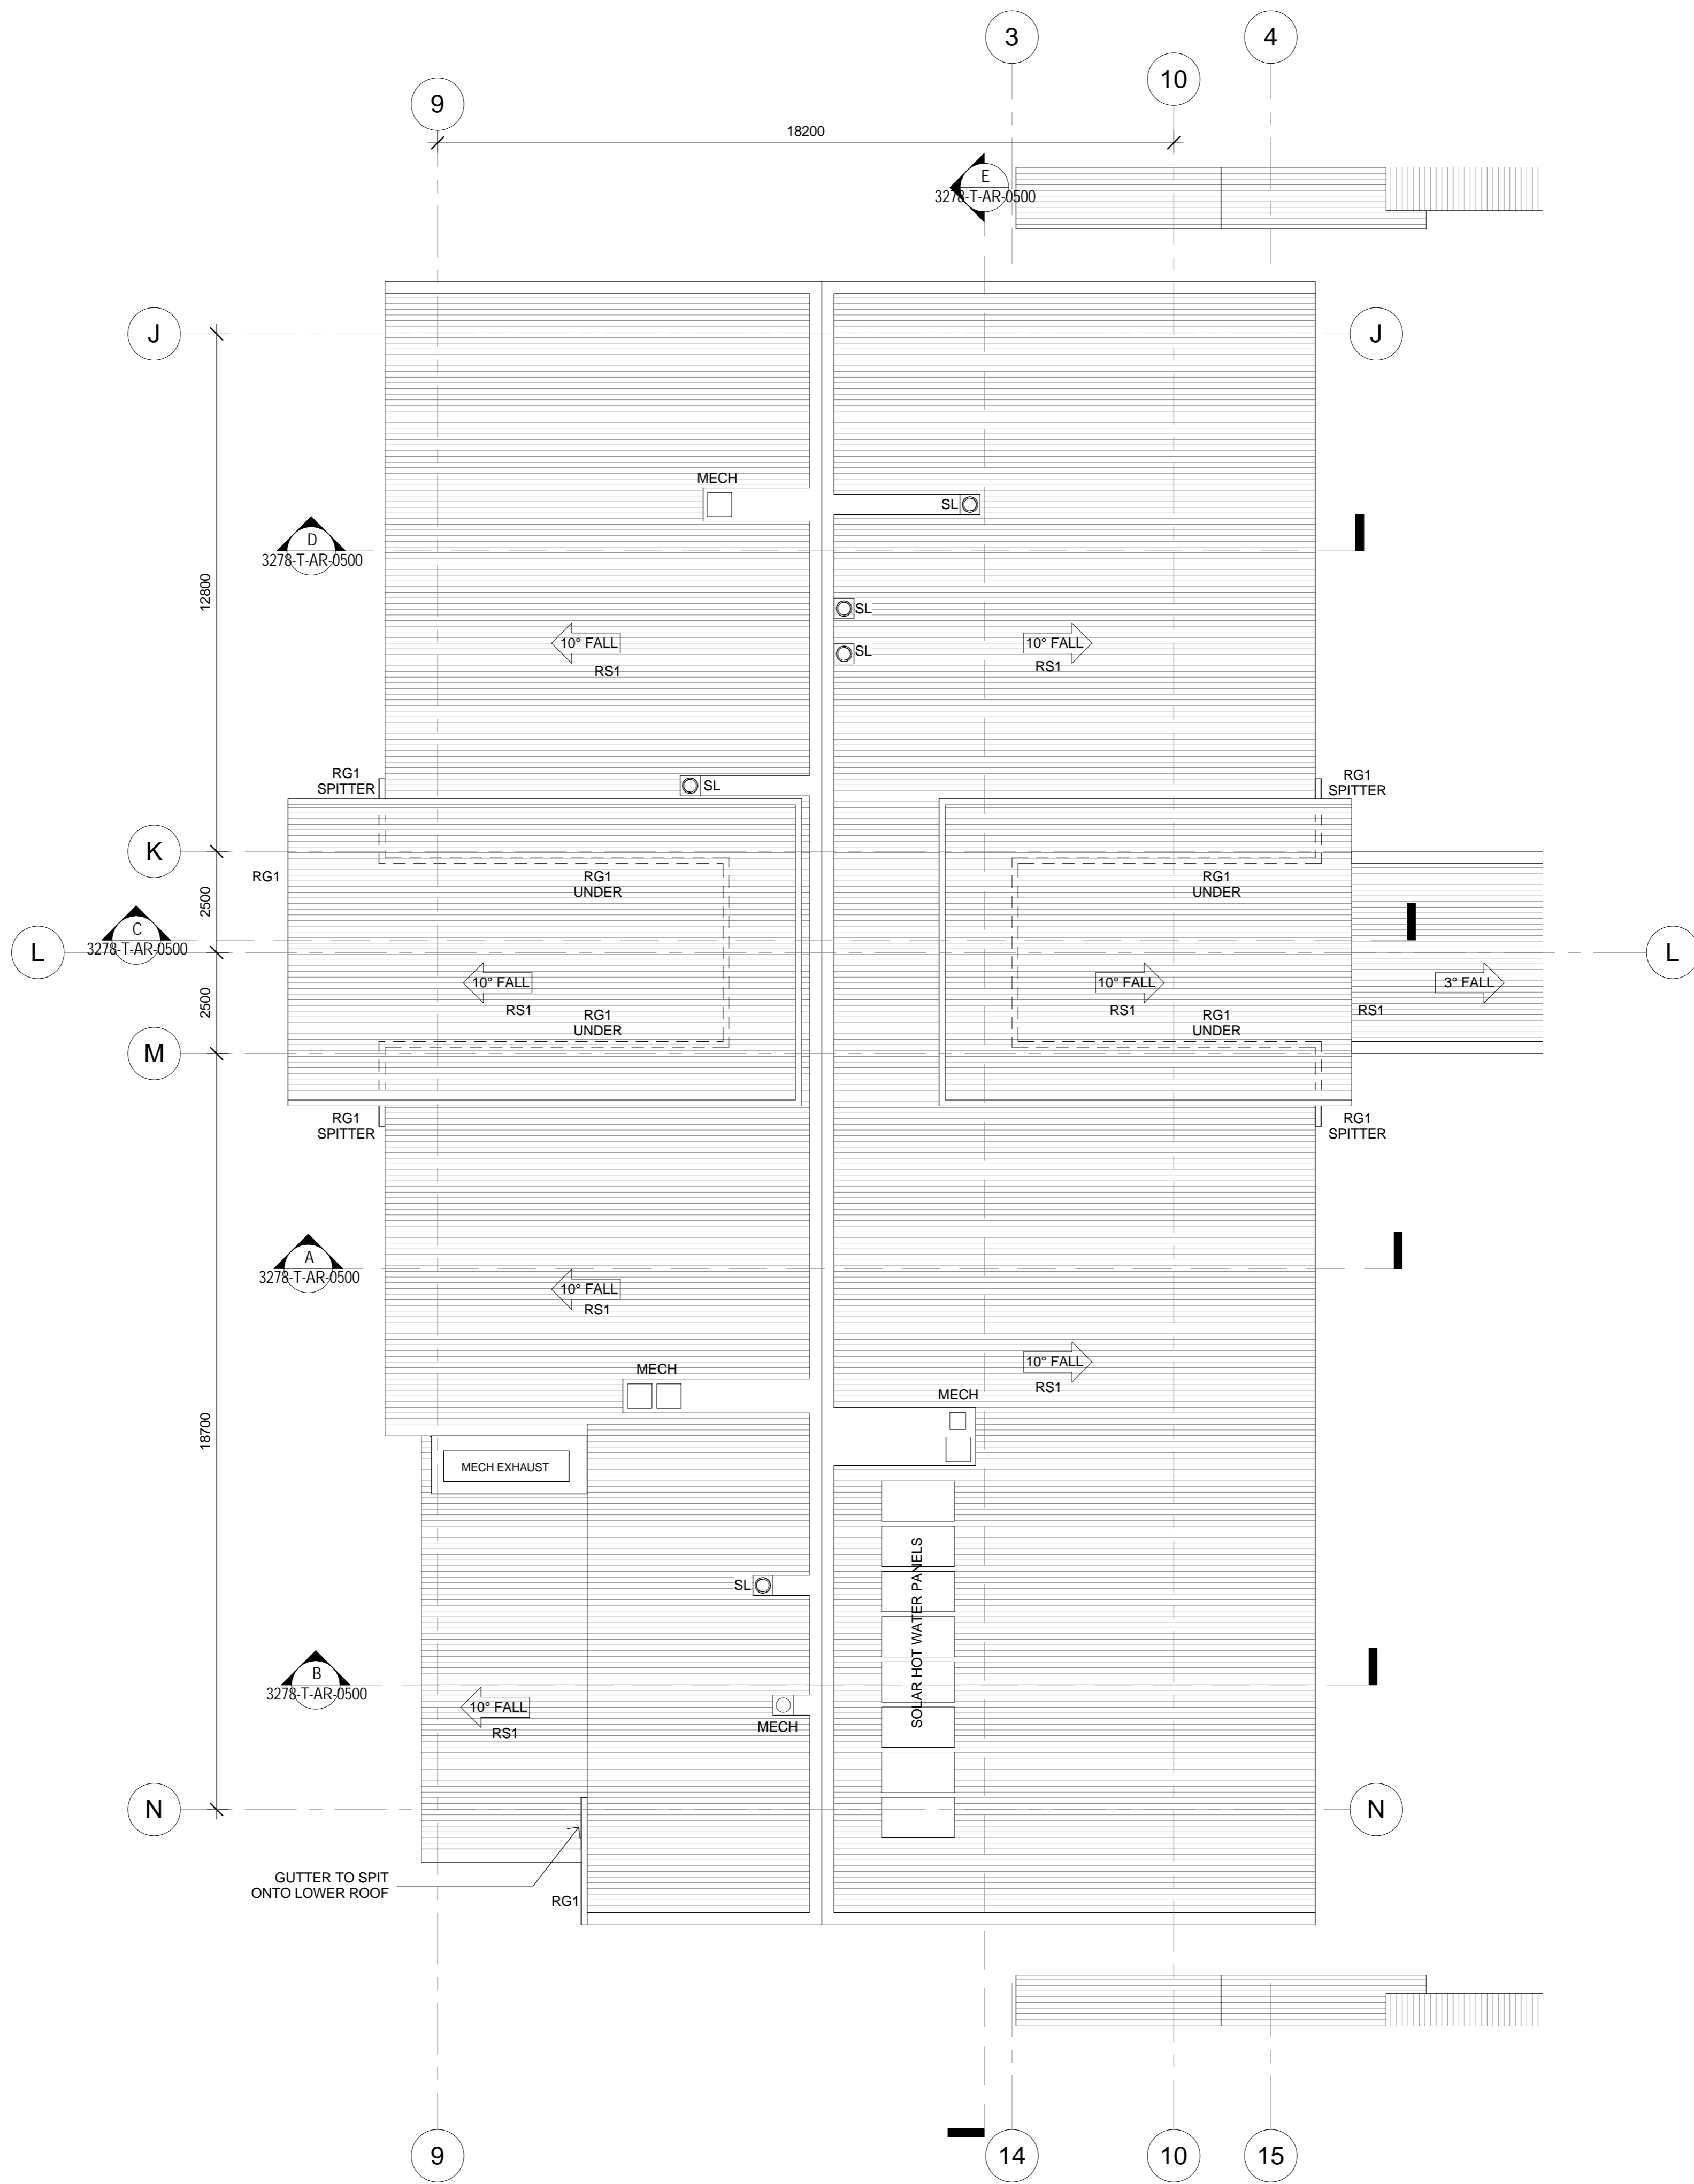 3
4
10
9
18200
E
3278-T-AR-0500
J
J
MECH
SL
D
3278-T-AR-0500
12800
SL
10° FALL
RS1
SL
10° FALL
RS1
RG1
SPITTER
SL
RG1
SPITTER
K
RG1
RG1
UNDER
RG1
UNDER
2500
C
3278-T-AR-0500
L
L
10° FALL
RS1
10° FALL
RS1
3° FALL
RS1
2500
RG1
UNDER
RG1
UNDER
M
RG1
SPITTER
RG1
SPITTER
A
3278-T-AR-0500
10° FALL
RS1
10° FALL
RS1
MECH
MECH
18700
MECH EXHAUST
SOLAR HOT WATER PANELS
SL
B
3278-T-AR-0500
10° FALL
RS1
MECH
N
N
GUTTER TO SPIT
ONTO LOWER ROOF
RG1
9
14
10
15